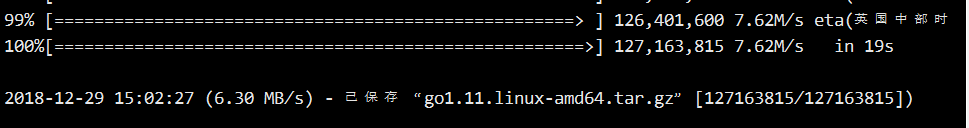 99% [======================================================> ] 126,401,600 7.62M/s eta(英国中部时
100%[=======================================================>] 127,163,815 7.62M/s   in 19s
2018-12-29 15:02:27 (6.30 MB/s) - 已保存 “go1.11.linux-amd64.tar.gz” [127163815/127163815])